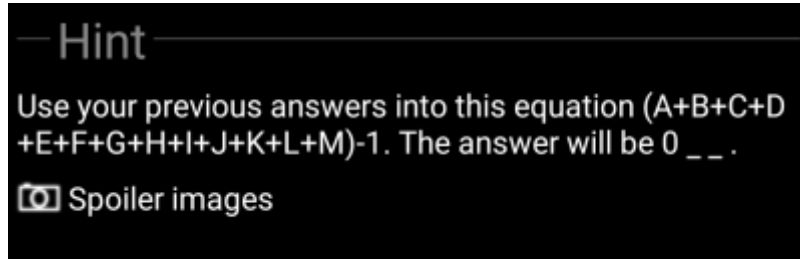 Hint
Use your previous answers into this equation (A+B+C+D
+E+F+G+H+I+J+K+L+M)-1. The answer will be 0 _ _ .
Spoiler images